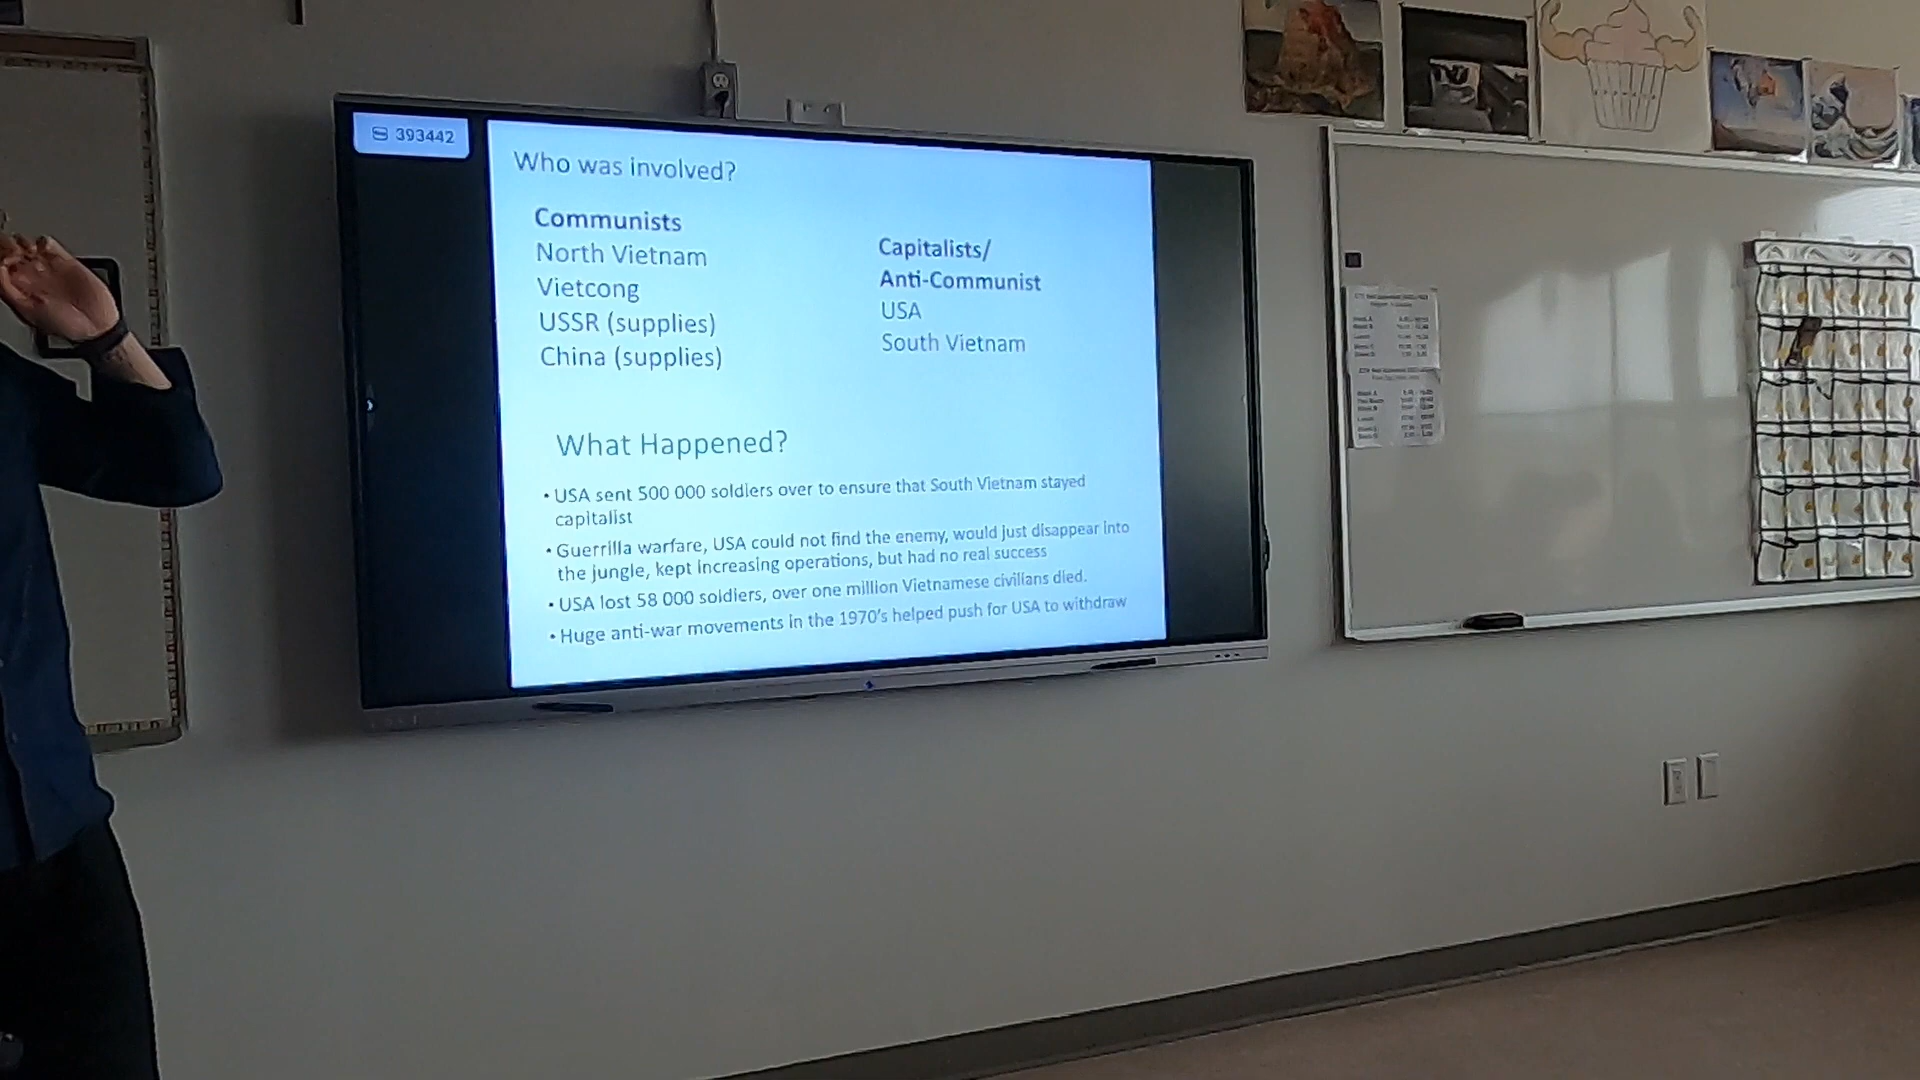 393442
Who was involved?
Communists
North Vietnam
Vietcong
USSR (supplies)
China (supplies)
Capitalists/
Anti-Communist
USA
South Vietnam
What Happened?
• USA sent 500 000 soldiers over to ensure that South Vietnam stayed
capitalist
• Guerrilla warfare, USA could not find the enemy, would just disappear into
the jungle, kept increasing operations, but had no real success
• USA lost 58 000 soldiers, over one million Vietnamese civilians died.
• Huge anti-war movements in the 1970's helped push for USA to withdraw